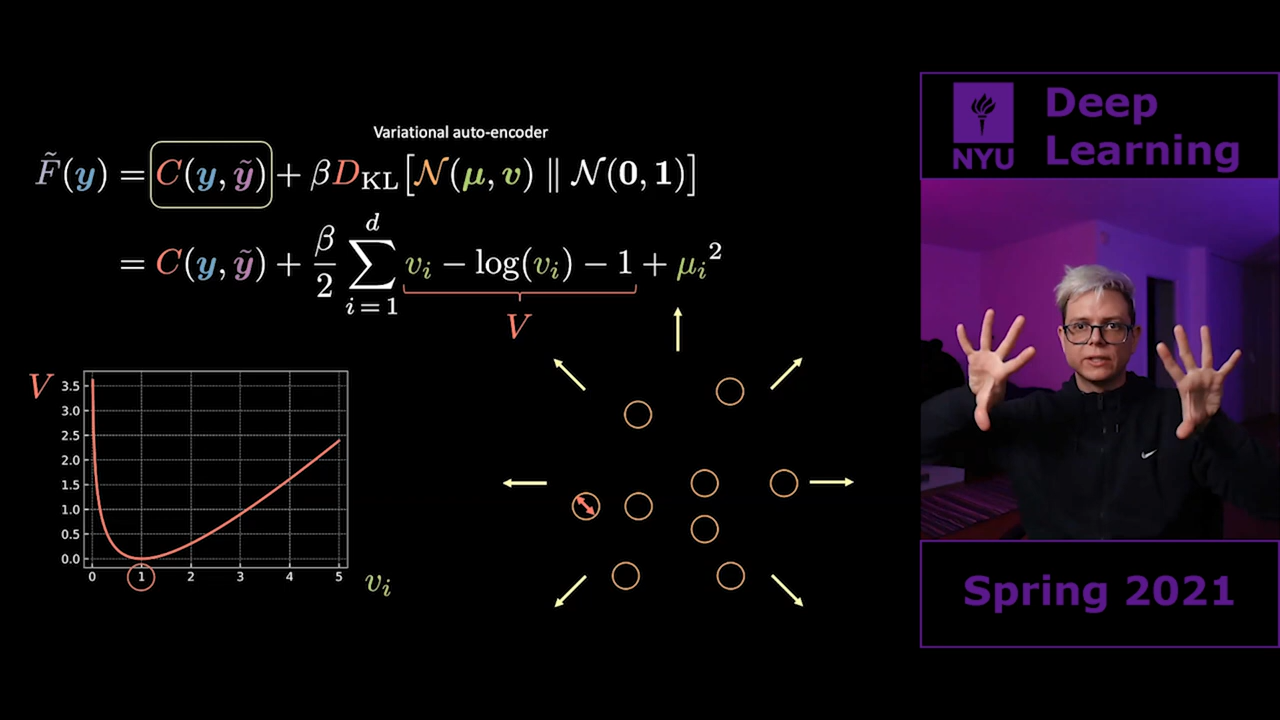 Variational auto-encoder
F̃(y) = C(y, ỹ) + βD_KL[𝒩(μ, v) ∥ 𝒩(0, 1)]
= C(y, ỹ) + β/2 ∑_{i=1}^{d} v_i − log(v_i) − 1 + μ_i²
V
V
3.5
3.0
2.5
2.0
1.5
1.0
0.5
0.0
0 1 2 3 4 5
v_i
NYU
Deep
Learning
Spring 2021